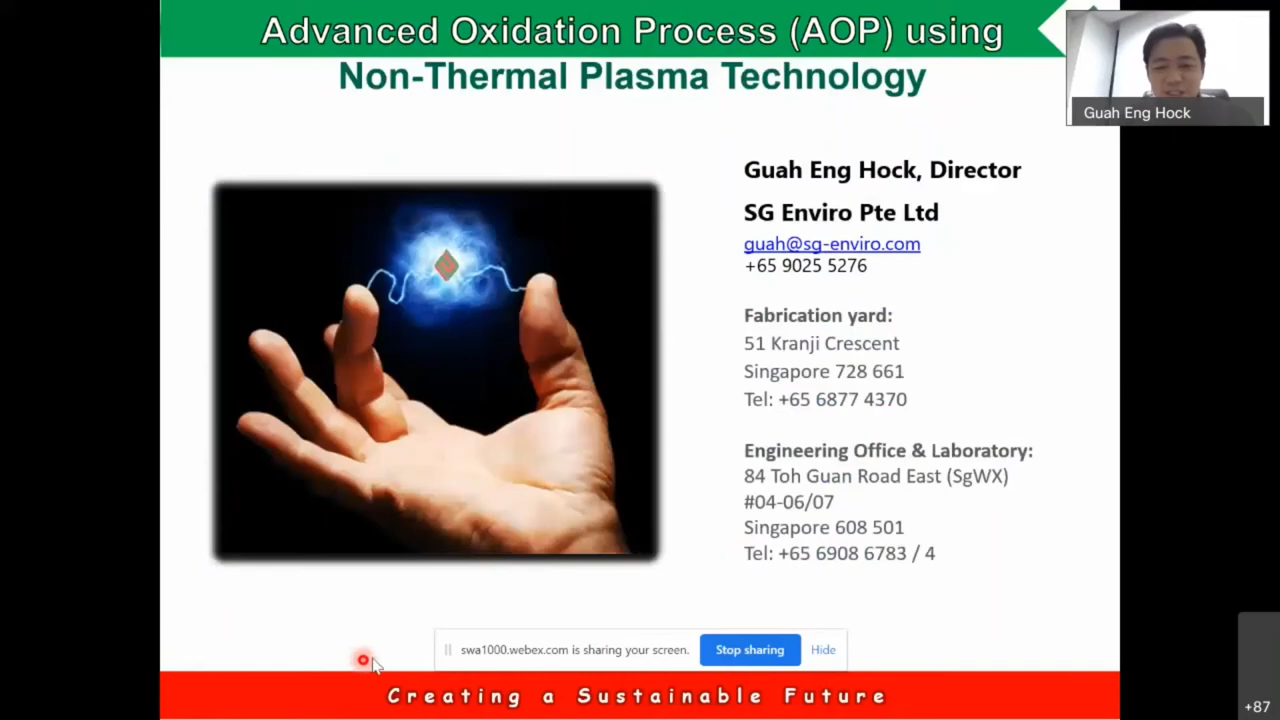 Advanced Oxidation Process (AOP) using
Non-Thermal Plasma Technology
Guah Eng Hock
Guah Eng Hock, Director
SG Enviro Pte Ltd
guah@sg-enviro.com
+65 9025 5276
Fabrication yard:
51 Kranji Crescent
Singapore 728 661
Tel: +65 6877 4370
Engineering Office & Laboratory:
84 Toh Guan Road East (SgWX)
#04-06/07
Singapore 608 501
Tel: +65 6908 6783 / 4
swa1000.webex.com is sharing your screen. Stop sharing Hide
Creating a Sustainable Future
+87